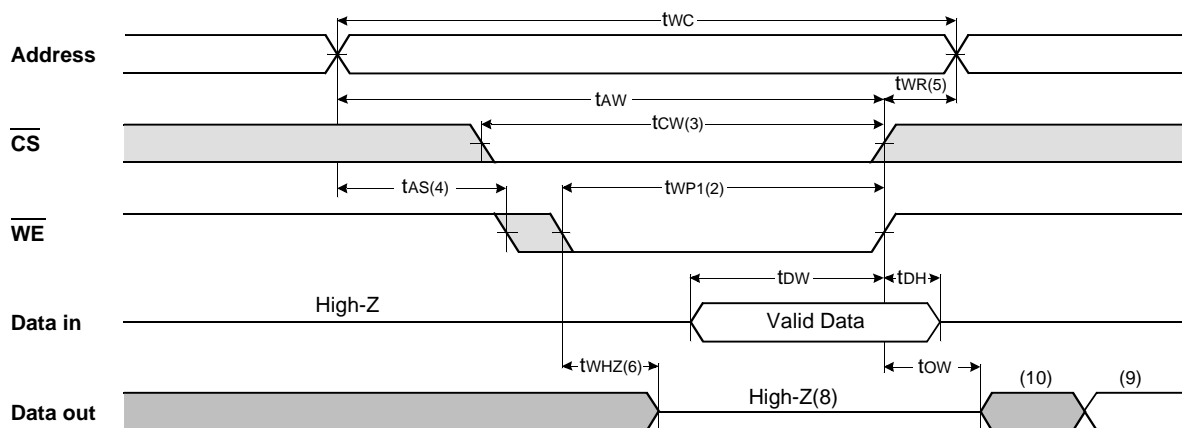 tWC
Address
tWR(5)
tAW
tCW(3)
CS
tAS(4)
tWP1(2)
WE
tDW
tDH
High-Z
Data in
Valid Data
tWHZ(6)
tOW
(10)
(9)
High-Z(8)
Data out